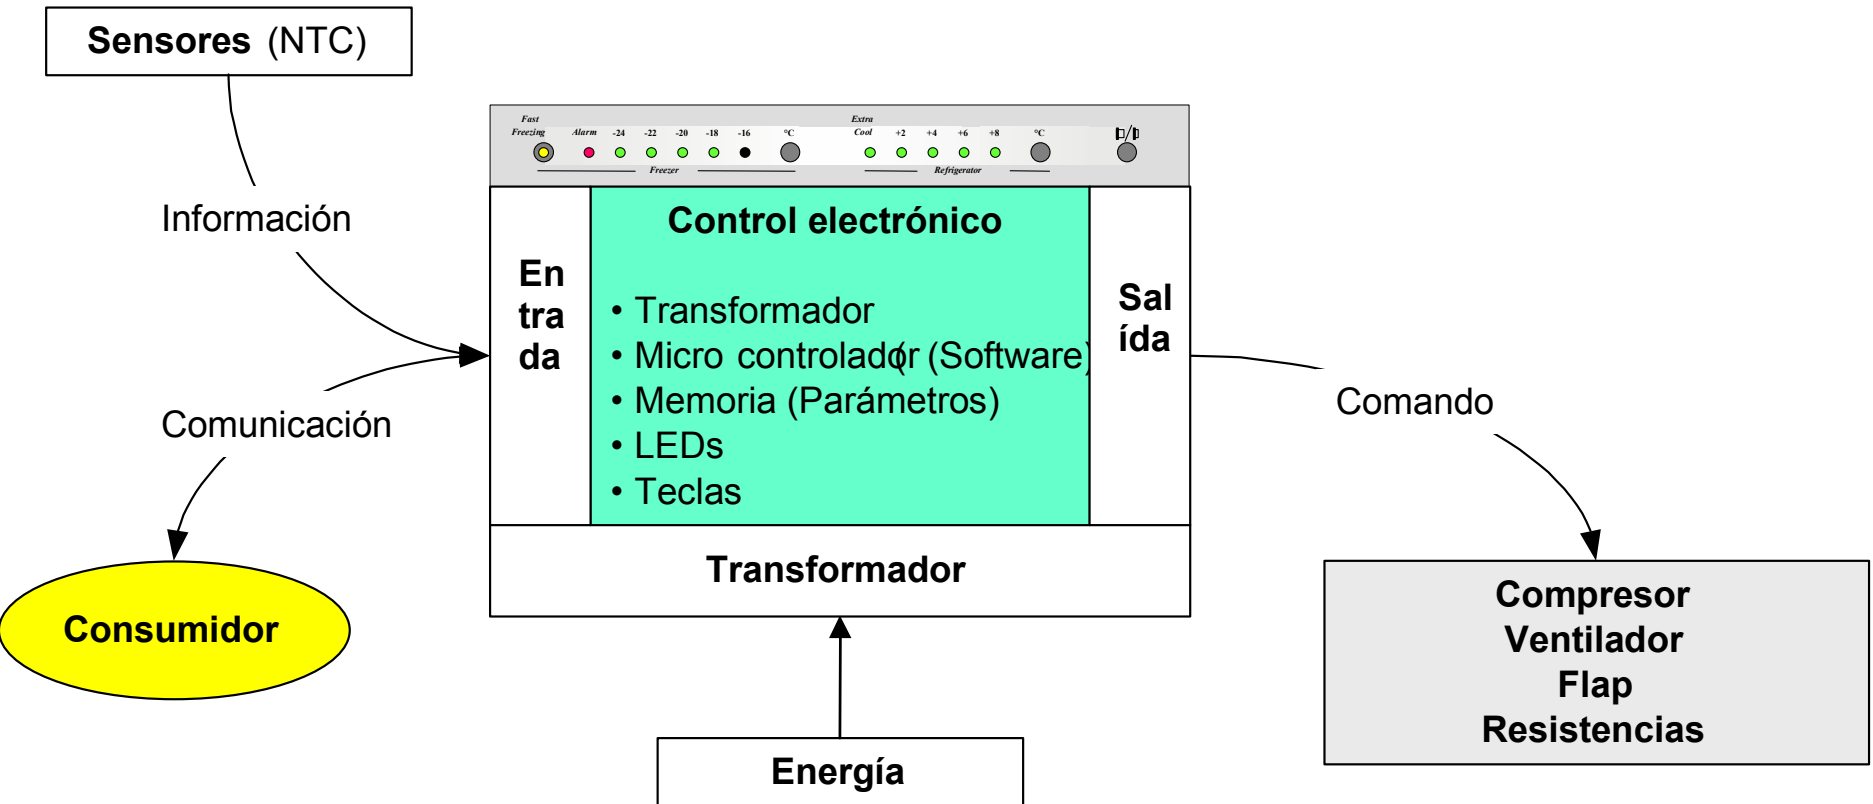 Sensores (NTC)
Fast
Freezing Alarm -24 -22 -20 -18 -16 °C
Freezer
Extra
Cool +2 +4 +6 +8 °C
Refrigerator
Información
Comunicación
Consumidor
En
tra
da
Control electrónico
• Transformador
• Micro controlador (Software)
• Memoria (Parámetros)
• LEDs
• Teclas
Sal
ída
Transformador
Energía
Comando
Compresor
Ventilador
Flap
Resistencias